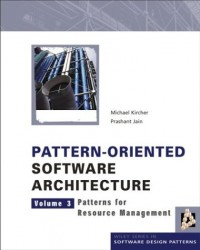 Michael Kircher
Prashant Jain
PATTERN-ORIENTED
SOFTWARE
ARCHITECTURE
Volume 3 Patterns for
Resource Management
WILEY SERIES IN
SOFTWARE DESIGN PATTERNS